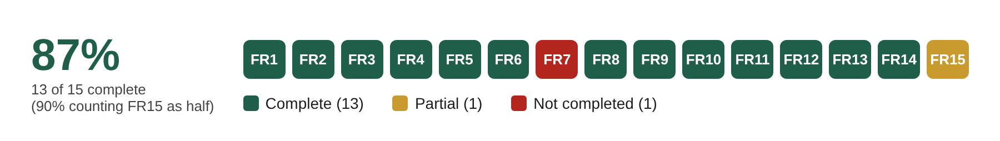 87%
13 of 15 complete
(90% counting FR15 as half)
FR1 FR2 FR3 FR4 FR5 FR6 FR7 FR8 FR9 FR10 FR11 FR12 FR13 FR14 FR15
Complete (13) Partial (1) Not completed (1)